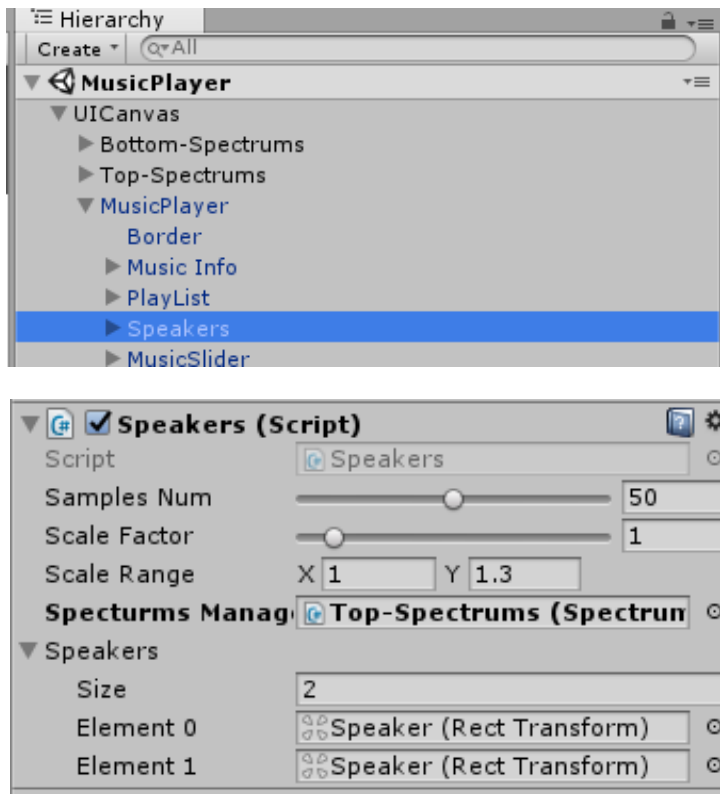 Hierarchy
Create All
MusicPlayer
UICanvas
Bottom-Spectrums
Top-Spectrums
MusicPlayer
Border
Music Info
PlayList
Speakers
MusicSlider
Speakers (Script)
Script Speakers
Samples Num 50
Scale Factor 1
Scale Range X 1 Y 1.3
Specturms Manag Top-Spectrums (Spectrum
Speakers
Size 2
Element 0 Speaker (Rect Transform)
Element 1 Speaker (Rect Transform)